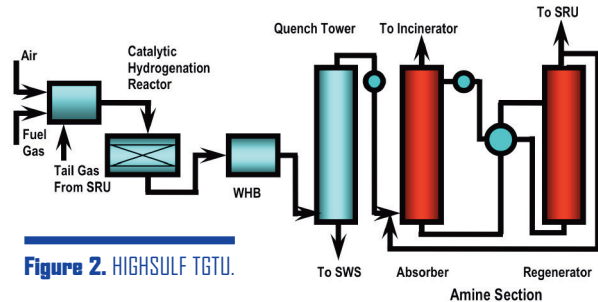 Quench Tower
To Incinerator
To SRU
Air
Catalytic
Hydrogenation
Reactor
Fuel
Gas
Tail Gas
From SRU
WHB
To SWS
Absorber
Regenerator
Amine Section
Figure 2. HIGHSULF TGTU.